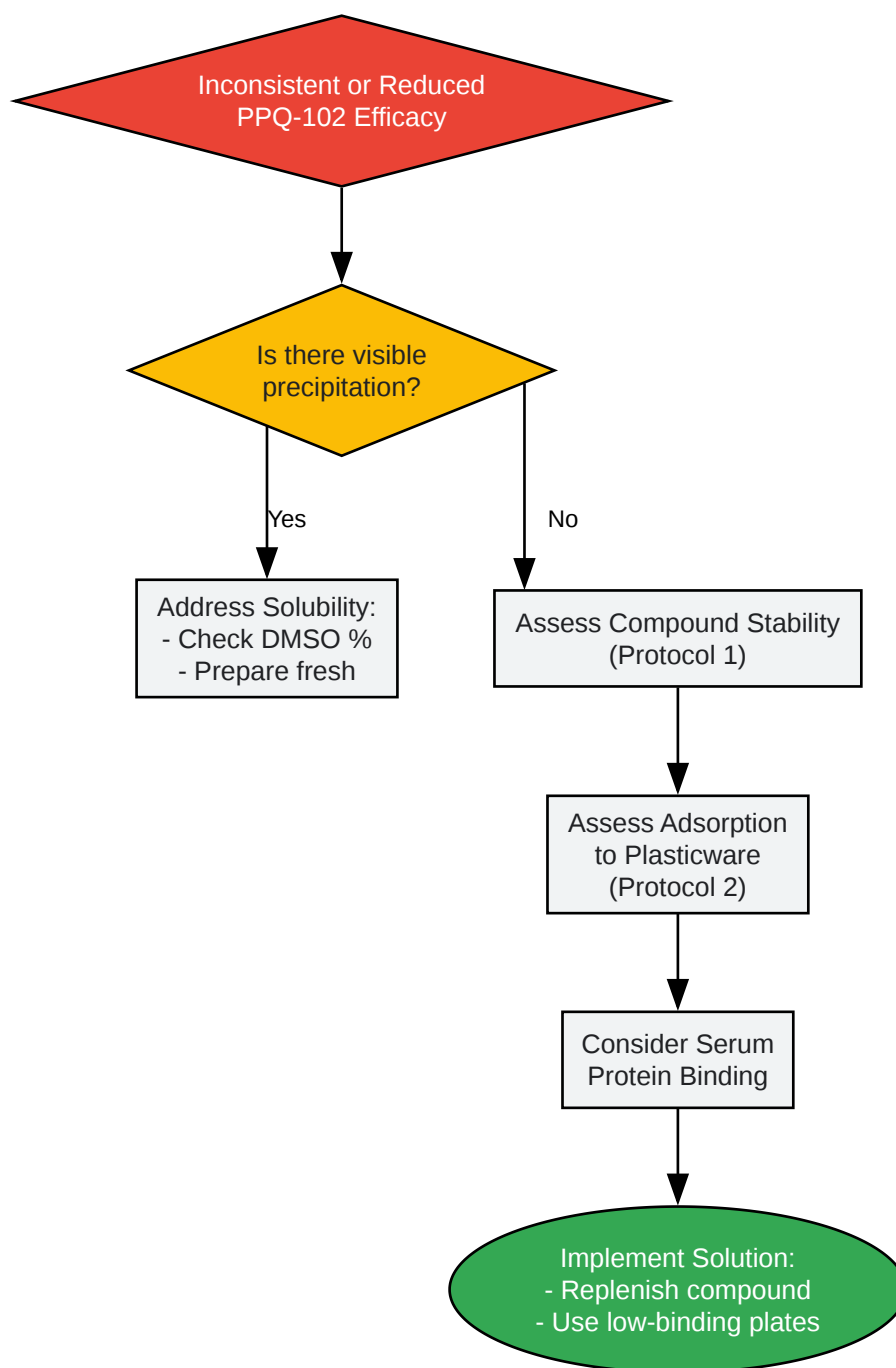 Inconsistent or Reduced
PPQ-102 Efficacy
Is there visible
precipitation?
Yes
No
Address Solubility:
- Check DMSO %
- Prepare fresh
Assess Compound Stability
(Protocol 1)
Assess Adsorption
to Plasticware
(Protocol 2)
Consider Serum
Protein Binding
Implement Solution:
- Replenish compound
- Use low-binding plates